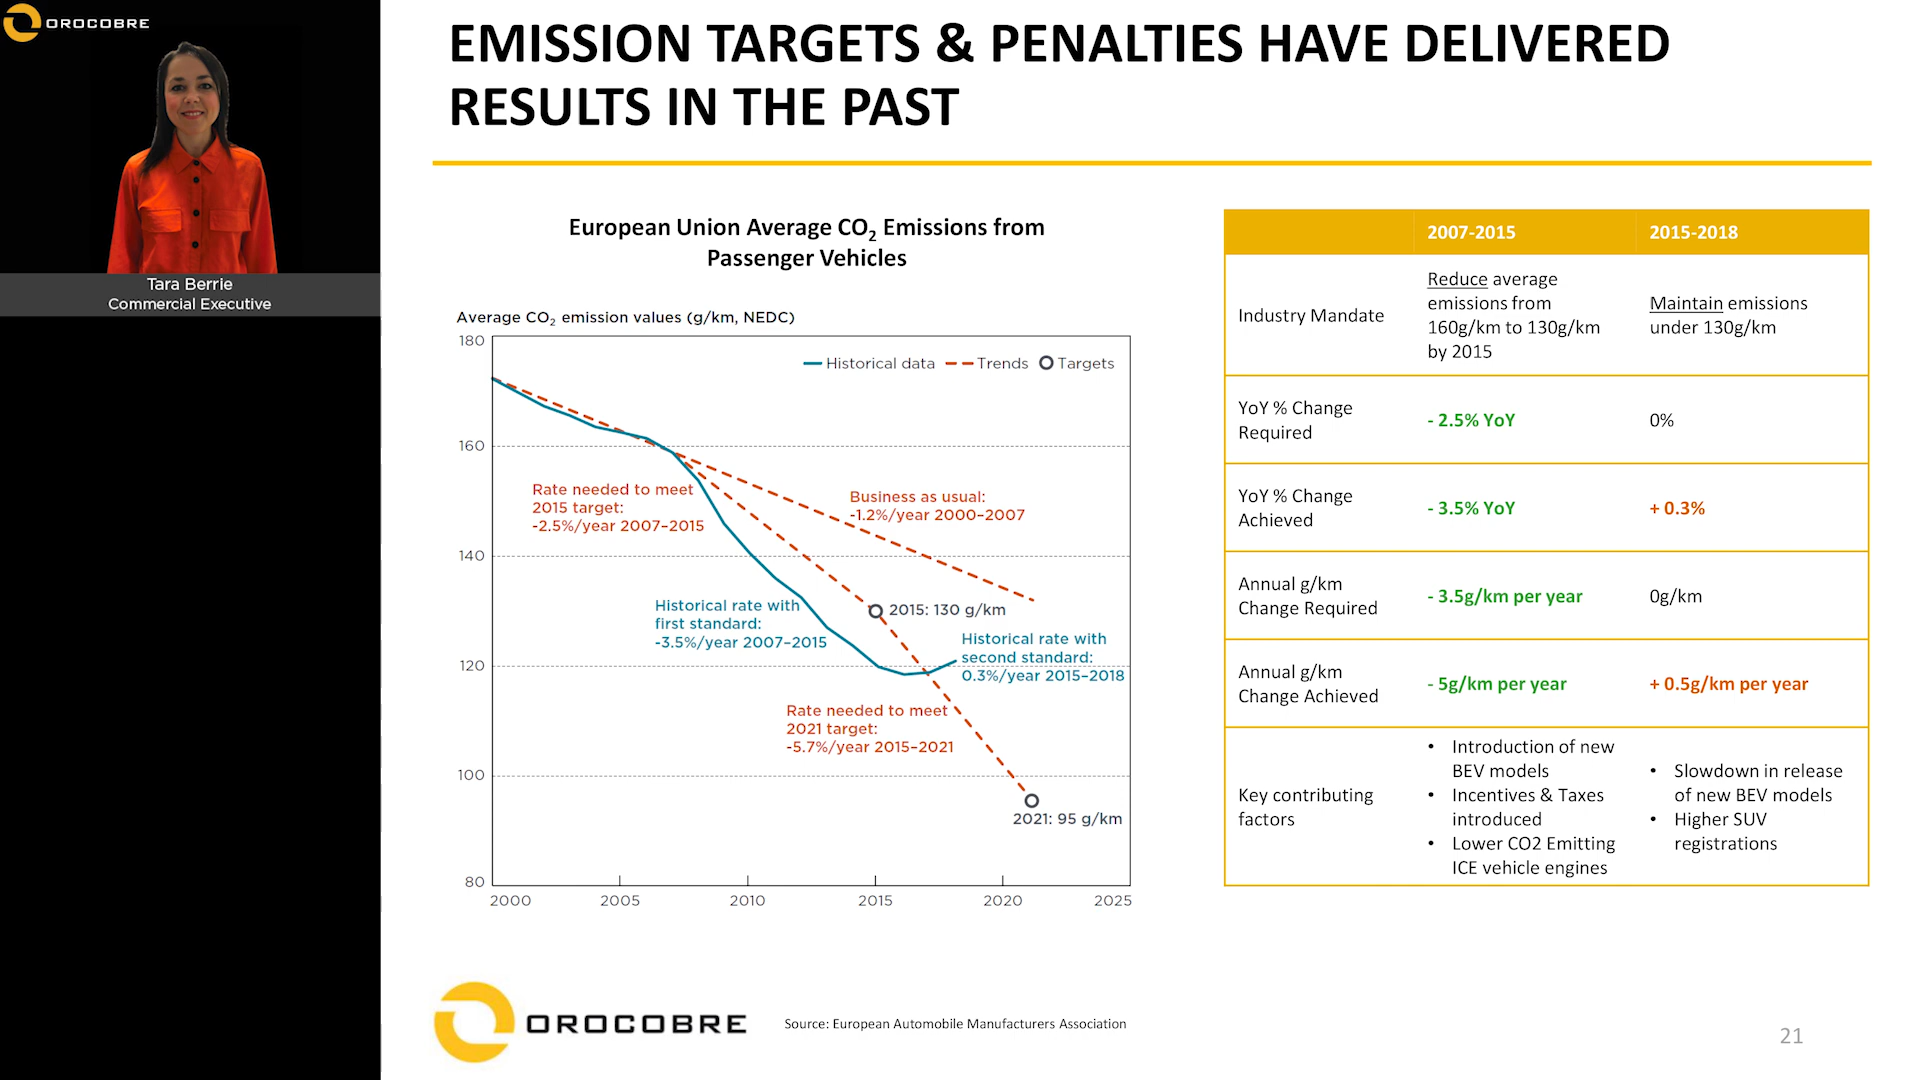 OROCOBRE
Tara Berrie
Commercial Executive
EMISSION TARGETS & PENALTIES HAVE DELIVERED
RESULTS IN THE PAST
European Union Average CO2 Emissions from
Passenger Vehicles
Average CO2 emission values (g/km, NEDC)
180
160
140
120
100
80
2000
2005
2010
2015
2020
2025
Historical data
Trends
Targets
Rate needed to meet
2015 target:
-2.5%/year 2007–2015
Business as usual:
-1.2%/year 2000–2007
Historical rate with
first standard:
-3.5%/year 2007–2015
2015: 130 g/km
Historical rate with
second standard:
0.3%/year 2015–2018
Rate needed to meet
2021 target:
-5.7%/year 2015–2021
2021: 95 g/km
2007-2015
2015-2018
Industry Mandate
Reduce average
emissions from
160g/km to 130g/km
by 2015
Maintain emissions
under 130g/km
YoY % Change
Required
- 2.5% YoY
0%
YoY % Change
Achieved
- 3.5% YoY
+ 0.3%
Annual g/km
Change Required
- 3.5g/km per year
0g/km
Annual g/km
Change Achieved
- 5g/km per year
+ 0.5g/km per year
Key contributing
factors
• Introduction of new
BEV models
• Incentives & Taxes
introduced
• Lower CO2 Emitting
ICE vehicle engines
• Slowdown in release
of new BEV models
• Higher SUV
registrations
OROCOBRE
Source: European Automobile Manufacturers Association
21